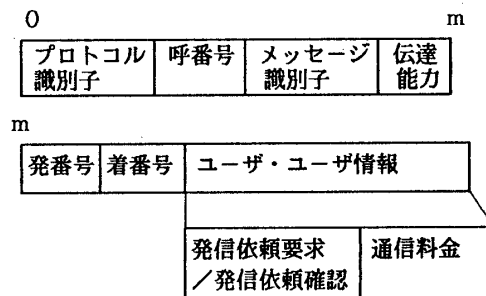 0 m
プロトコル識別子 呼番号 メッセージ識別子 伝達能力
m
発番号 着番号 ユーザ・ユーザ情報
発信依頼要求／発信依頼確認 通信料金